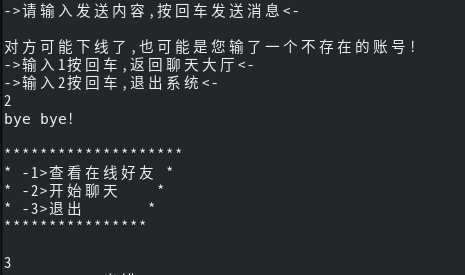 ->请输入发送内容,按回车发送消息<-
对方可能下线了,也可能是您输了一个不存在的账号!
->输入1按回车,返回聊天大厅<-
->输入2按回车,退出系统<-
2
bye bye!
********************
* -1>查看在线好友 *
* -2>开始聊天    *
* -3>退出       *
****************
3